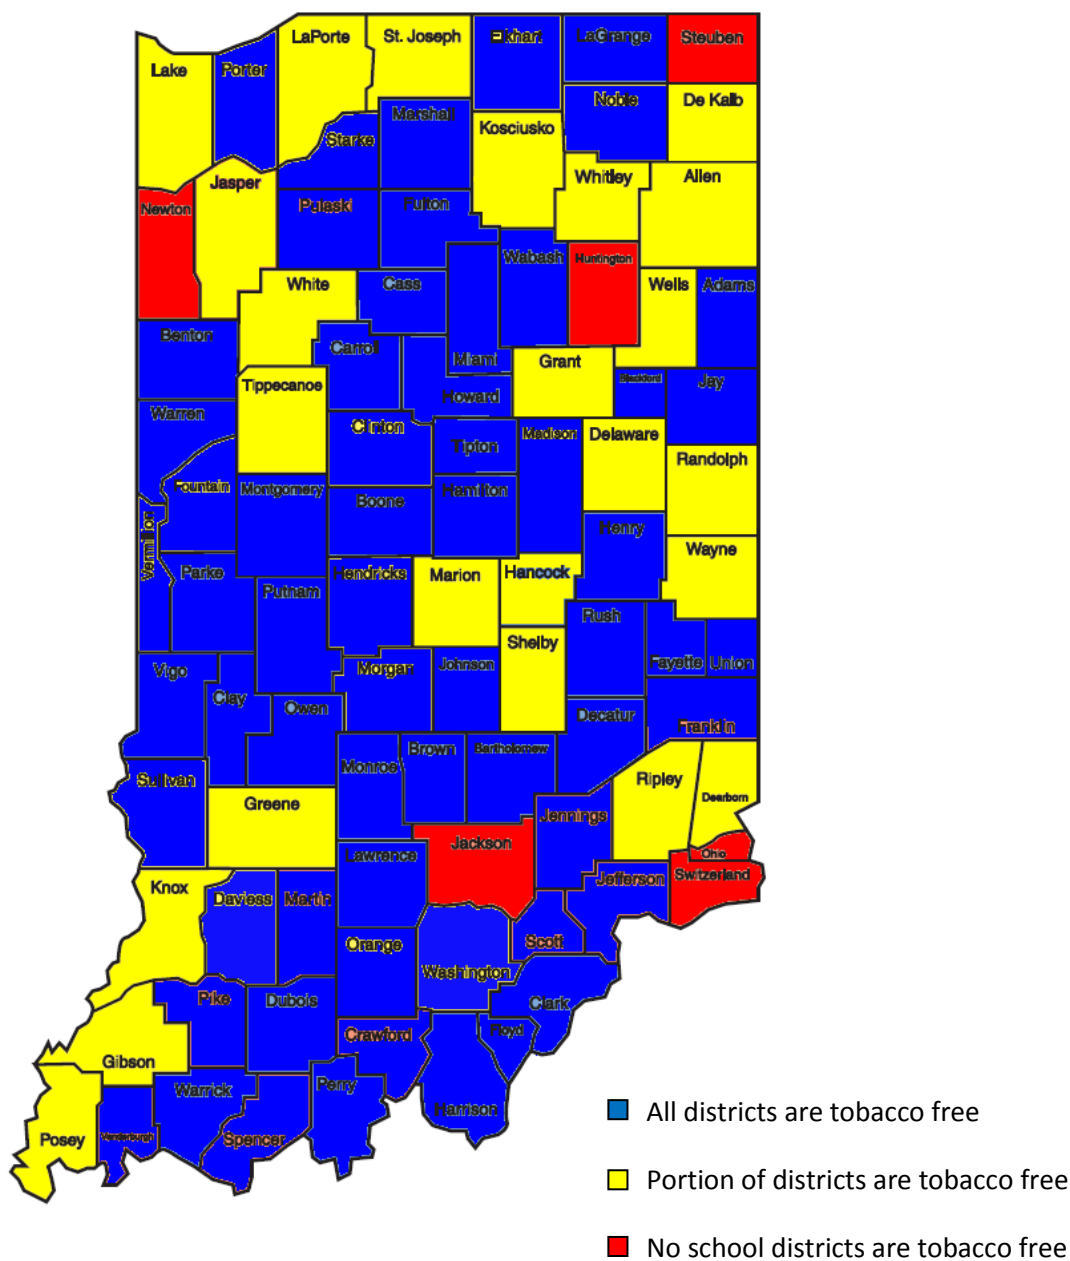 LaPorte
St. Joseph
Elkhart
LaGrange
Steuben
Lake
Porter
Noble
De Kalb
Marshall
Kosciusko
Starke
Whitley
Allen
Jasper
Newton
Pulaski
Fulton
Wabash
Huntington
White
Cass
Wells
Adams
Benton
Carroll
Miami
Grant
Tippecanoe
Howard
Blackford
Jay
Warren
Clinton
Tipton
Madison
Delaware
Randolph
Fountain
Montgomery
Boone
Hamilton
Henry
Vermillion
Wayne
Parke
Hendricks
Marion
Hancock
Putnam
Rush
Shelby
Vigo
Morgan
Johnson
Fayette
Union
Clay
Owen
Decatur
Franklin
Monroe
Brown
Bartholomew
Sullivan
Ripley
Dearborn
Greene
Jennings
Jackson
Lawrence
Ohio
Switzerland
Jefferson
Knox
Daviess
Martin
Orange
Scott
Washington
Pike
Dubois
Clark
Crawford
Floyd
Gibson
Warrick
Perry
Harrison
Posey
Vanderburgh
Spencer
All districts are tobacco free
Portion of districts are tobacco free
No school districts are tobacco free